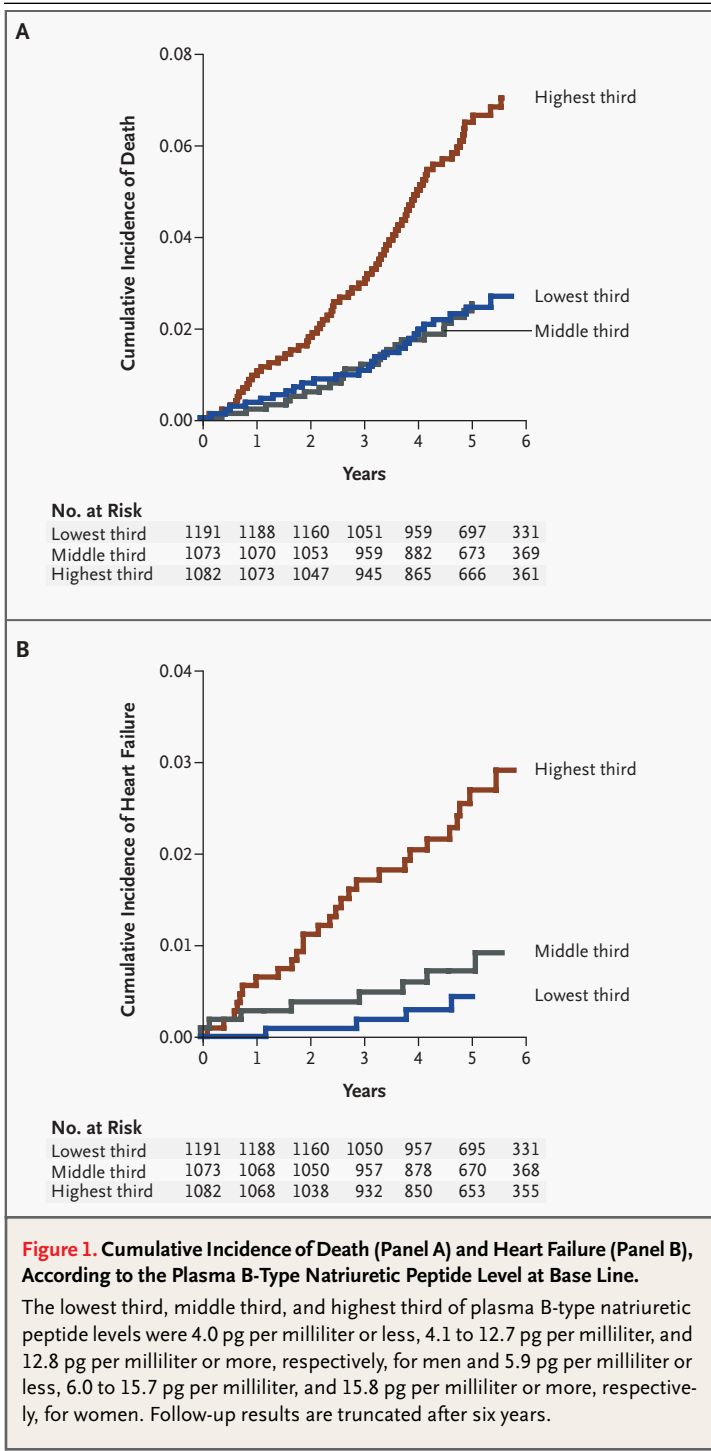 A
0.08
0.06
0.04
0.02
0.00
Cumulative Incidence of Death
Highest third
Lowest third
Middle third
0 1 2 3 4 5 6
Years
No. at Risk
Lowest third 1191 1188 1160 1051 959 697 331
Middle third 1073 1070 1053 959 882 673 369
Highest third 1082 1073 1047 945 865 666 361
B
0.04
0.03
0.02
0.01
0.00
Cumulative Incidence of Heart Failure
Highest third
Middle third
Lowest third
0 1 2 3 4 5 6
Years
No. at Risk
Lowest third 1191 1188 1160 1050 957 695 331
Middle third 1073 1068 1050 957 878 670 368
Highest third 1082 1068 1038 932 850 653 355
Figure 1. Cumulative Incidence of Death (Panel A) and Heart Failure (Panel B),
According to the Plasma B-Type Natriuretic Peptide Level at Base Line.
The lowest third, middle third, and highest third of plasma B-type natriuretic
peptide levels were 4.0 pg per milliliter or less, 4.1 to 12.7 pg per milliliter, and
12.8 pg per milliliter or more, respectively, for men and 5.9 pg per milliliter or
less, 6.0 to 15.7 pg per milliliter, and 15.8 pg per milliliter or more, respective-
ly, for women. Follow-up results are truncated after six years.